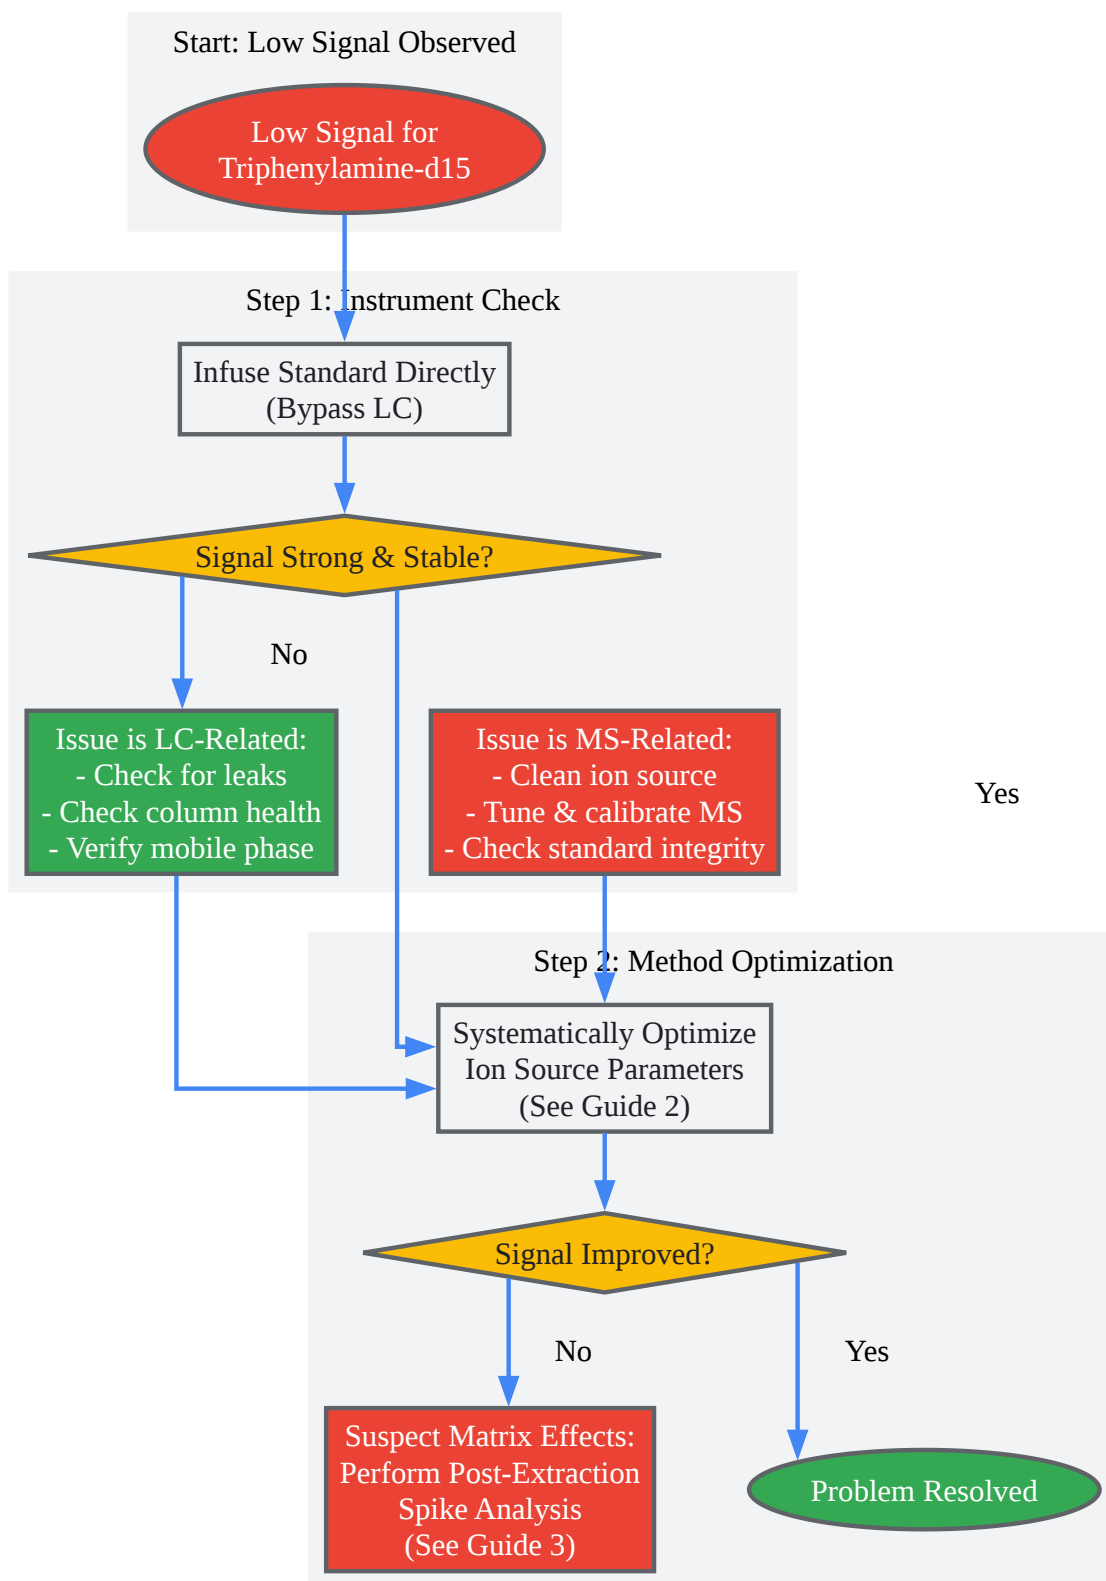 Start: Low Signal Observed
Low Signal for
Triphenylamine-d15
Step 1: Instrument Check
Infuse Standard Directly
(Bypass LC)
Signal Strong & Stable?
No
Issue is LC-Related:
- Check for leaks
- Check column health
- Verify mobile phase
Issue is MS-Related:
- Clean ion source
- Tune & calibrate MS
- Check standard integrity
Yes
Step 2: Method Optimization
Systematically Optimize
Ion Source Parameters
(See Guide 2)
Signal Improved?
No
Yes
Suspect Matrix Effects:
Perform Post-Extraction
Spike Analysis
(See Guide 3)
Problem Resolved